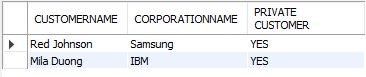 CUSTOMERNAME CORPORATIONNAME PRIVATE CUSTOMER
Red Johnson Samsung YES
Mila Duong IBM YES